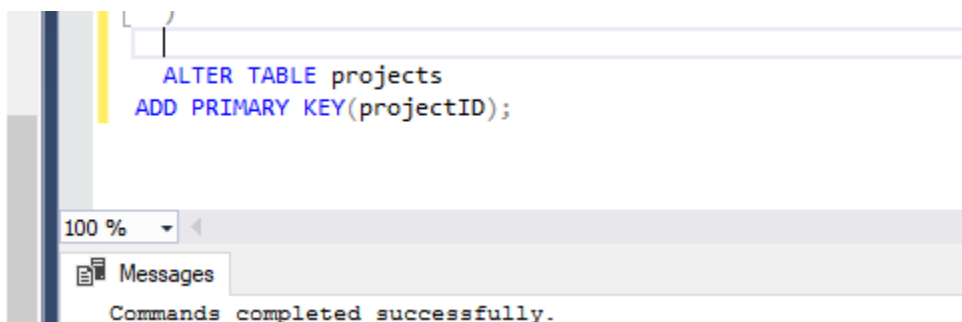 )
ALTER TABLE projects
ADD PRIMARY KEY(projectID);
100 %
Messages
Commands completed successfully.